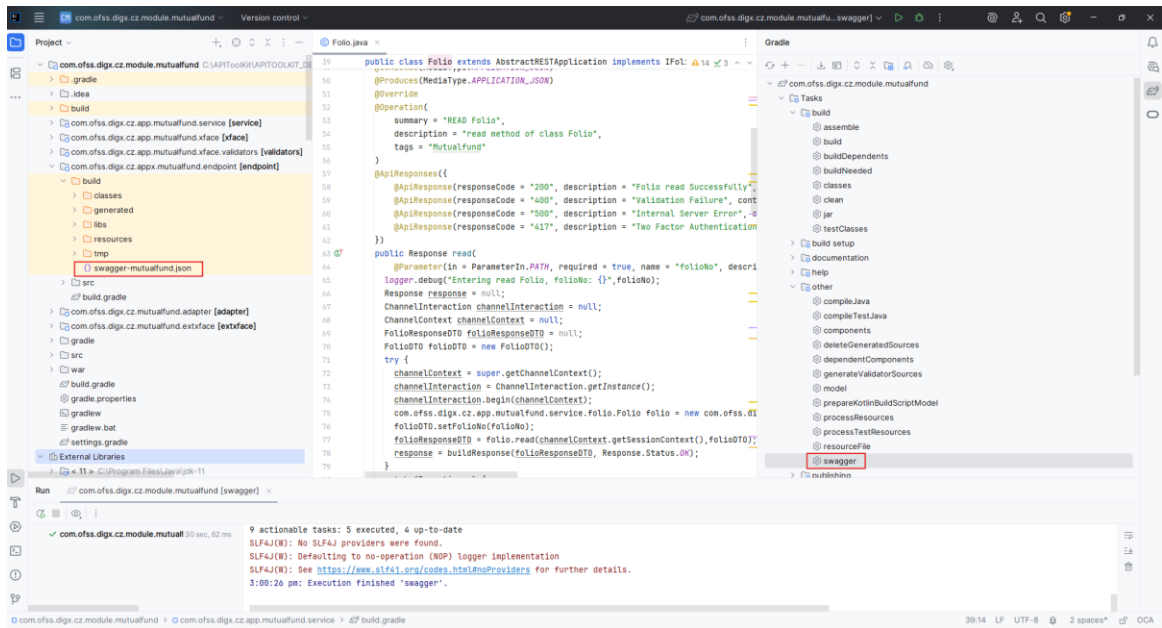 com.ofss.digx.cz.module.mutualfund
Version control
com.ofss.digx.cz.module.mutualfu...swagger]
Project
com.ofss.digx.cz.module.mutualfund C:\APIToolKit\APITOOLKIT_DE
.gradle
.idea
build
com.ofss.digx.cz.app.mutualfund.service [service]
com.ofss.digx.cz.app.mutualfund.xface [xface]
com.ofss.digx.cz.app.mutualfund.xface.validators [validators]
com.ofss.digx.cz.appx.mutualfund.endpoint [endpoint]
build
classes
generated
libs
resources
tmp
swagger-mutualfund.json
src
build.gradle
com.ofss.digx.cz.mutualfund.adapter [adapter]
com.ofss.digx.cz.mutualfund.extxface [extxface]
gradle
src
war
build.gradle
gradle.properties
gradlew
gradlew.bat
settings.gradle
External Libraries
< 11 > C:\Program Files\Java\jdk-11
Folio.java
39 public class Folio extends AbstractRESTApplication implements IFol: 14 3
50 @Produces(MediaType.APPLICATION_JSON)
51 @Override
52 @Operation(
53 summary = "READ Folio",
54 description = "read method of class Folio",
55 tags = "Mutualfund"
56 )
57 @ApiResponses({
58 @ApiResponse(responseCode = "200", description = "Folio read Successfully",
59 @ApiResponse(responseCode = "400", description = "Validation Failure", cont
60 @ApiResponse(responseCode = "500", description = "Internal Server Error",
61 @ApiResponse(responseCode = "417", description = "Two Factor Authentication
62 })
63 public Response read(
64 @Parameter(in = ParameterIn.PATH, required = true, name = "folioNo", descri
65 logger.debug("Entering read Folio, folioNo: {}",folioNo);
66 Response response = null;
67 ChannelInteraction channelInteraction = null;
68 ChannelContext channelContext = null;
69 FolioResponseDTO folioResponseDTO = null;
70 FolioDTO folioDTO = new FolioDTO();
71 try {
72 channelContext = super.getChannelContext();
73 channelInteraction = ChannelInteraction.getInstance();
74 channelInteraction.begin(channelContext);
75 com.ofss.digx.cz.app.mutualfund.service.folio.Folio folio = new com.ofss.di
76 folioDTO.setFolioNo(folioNo);
77 folioResponseDTO = folio.read(channelContext.getSessionContext(),folioDTO);
78 response = buildResponse(folioResponseDTO, Response.Status.OK);
79 }
Gradle
com.ofss.digx.cz.module.mutualfund
Tasks
build
assemble
build
buildDependents
buildNeeded
classes
clean
jar
testClasses
build setup
documentation
help
other
compileJava
compileTestJava
components
deleteGeneratedSources
dependentComponents
generateValidatorSources
model
prepareKotlinBuildScriptModel
processResources
processTestResources
resourceFile
swagger
publishing
Run com.ofss.digx.cz.module.mutualfund [swagger]
com.ofss.digx.cz.module.mutuall 30 sec, 62 ms
9 actionable tasks: 5 executed, 4 up-to-date
SLF4J(W): No SLF4J providers were found.
SLF4J(W): Defaulting to no-operation (NOP) logger implementation
SLF4J(W): See https://www.slf4j.org/codes.html#noProviders for further details.
3:00:26 pm: Execution finished 'swagger'.
com.ofss.digx.cz.module.mutualfund > com.ofss.digx.cz.app.mutualfund.service > build.gradle
39:14 LF UTF-8 2 spaces* OCA